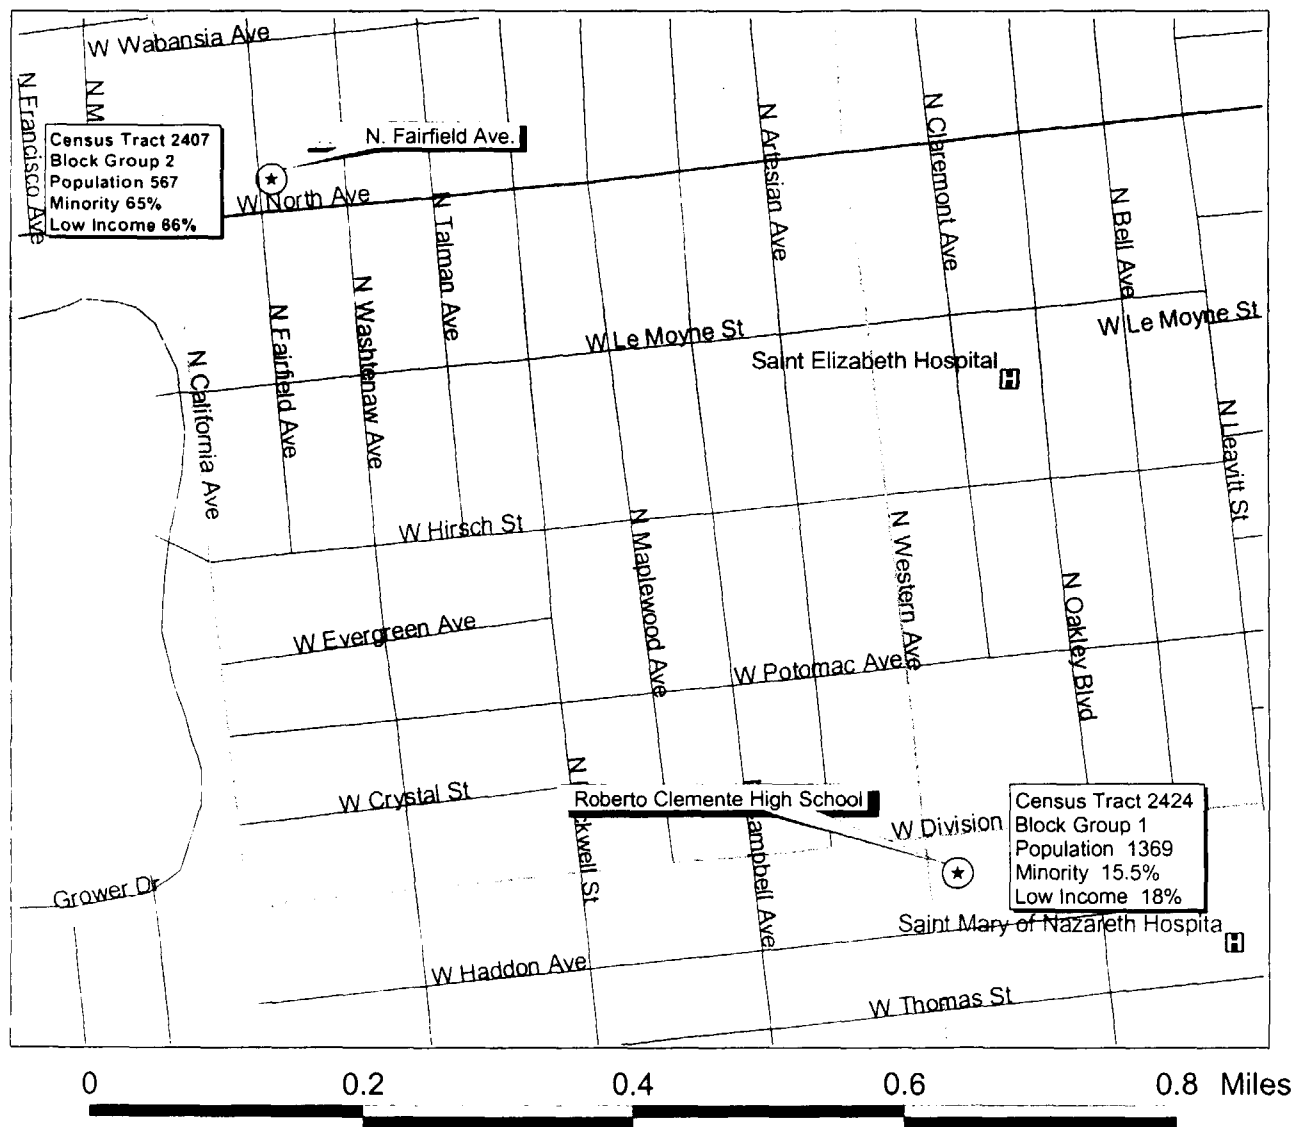 W Wabansia Ave
N Francisco Ave
N M
Census Tract 2407
Block Group 2
Population 567
Minority 65%
Low Income 66%
N. Fairfield Ave.
W North Ave
N Talman Ave
N Artesian Ave
N Claremont Ave
N Bell Ave
N Fairfield Ave
N Washtenaw Ave
N California Ave
W Le Moyne St
W Le Moyne St
Saint Elizabeth Hospital
H
N Leavitt St
W Hirsch St
N Maplewood Ave
N Western Ave
N Oakley Blvd
W Evergreen Ave
W Potomac Ave
W Crystal St
N
ckwell St
Roberto Clemente High School
ampbell Ave
W Division
Census Tract 2424
Block Group 1
Population 1369
Minority 15.5%
Low Income 18%
Grower Dr
Saint Mary of Nazareth Hospita
H
W Haddon Ave
W Thomas St
0 0.2 0.4 0.6 0.8 Miles